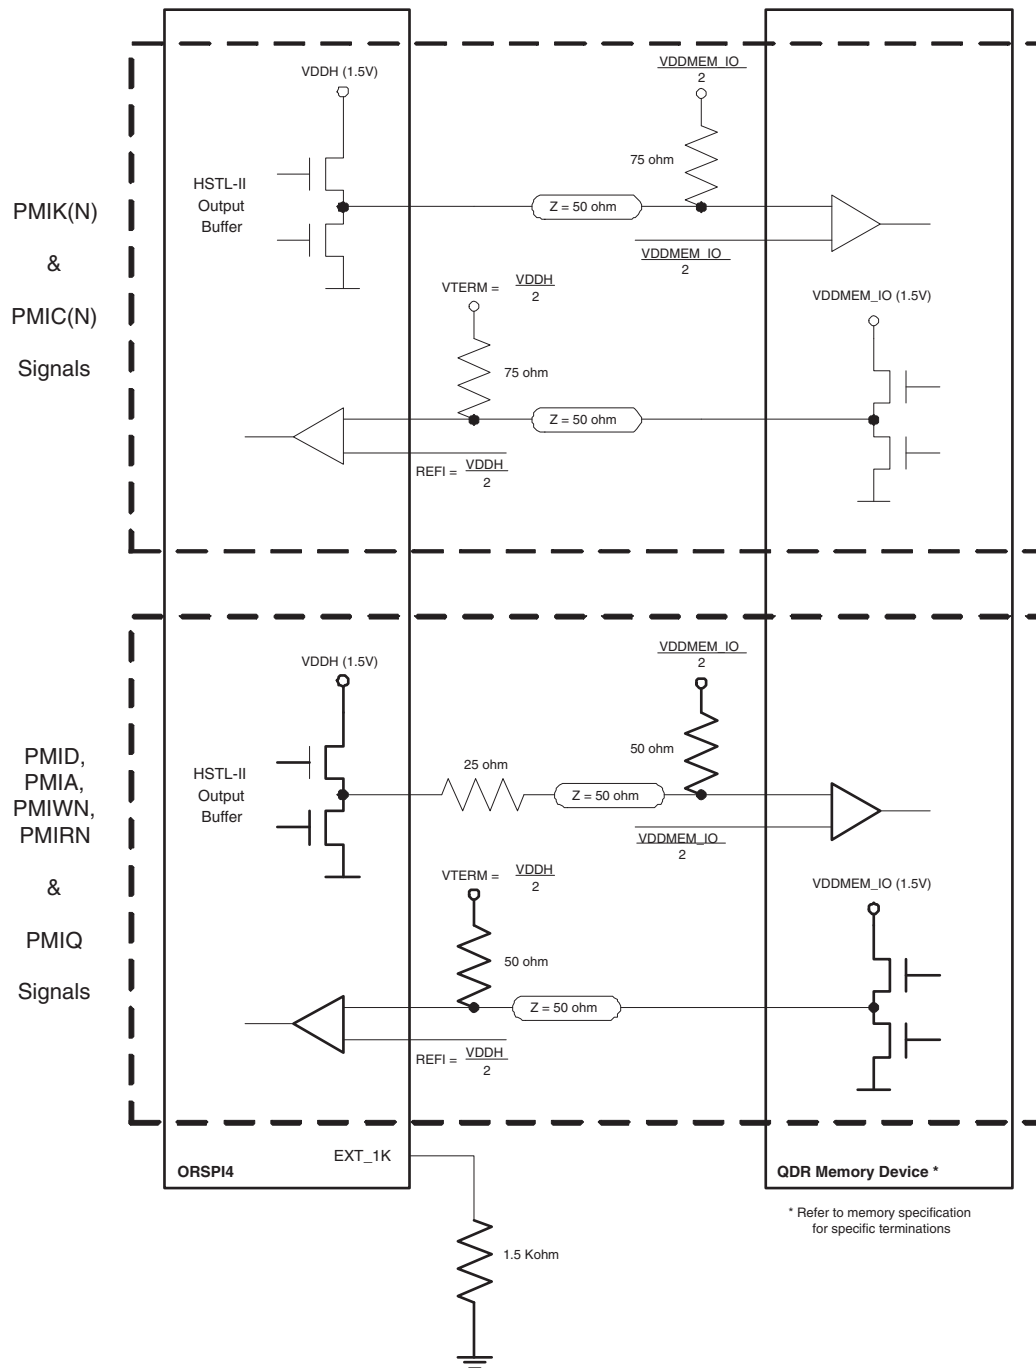 PMIK(N)
&
PMIC(N)
Signals
VDDH (1.5V)
HSTL-II
Output
Buffer
VDDMEM_IO
2
75 ohm
Z = 50 ohm
VDDMEM_IO
2
VTERM = VDDH
2
75 ohm
Z = 50 ohm
REFI = VDDH
2
VDDMEM_IO (1.5V)
PMID,
PMIA,
PMIWN,
PMIRN
&
PMIQ
Signals
VDDH (1.5V)
HSTL-II
Output
Buffer
25 ohm
Z = 50 ohm
VDDMEM_IO
2
50 ohm
VDDMEM_IO
2
VTERM = VDDH
2
50 ohm
Z = 50 ohm
REFI = VDDH
2
VDDMEM_IO (1.5V)
EXT_1K
ORSPI4
QDR Memory Device *
* Refer to memory specification
for specific terminations
1.5 Kohm